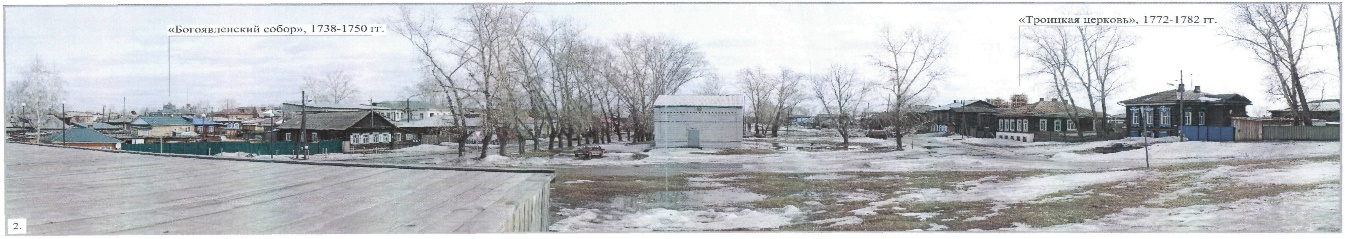 «Богоявленский собор», 1738-1750 гг.
«Троицкая церковь», 1772-1782 гг.
2.